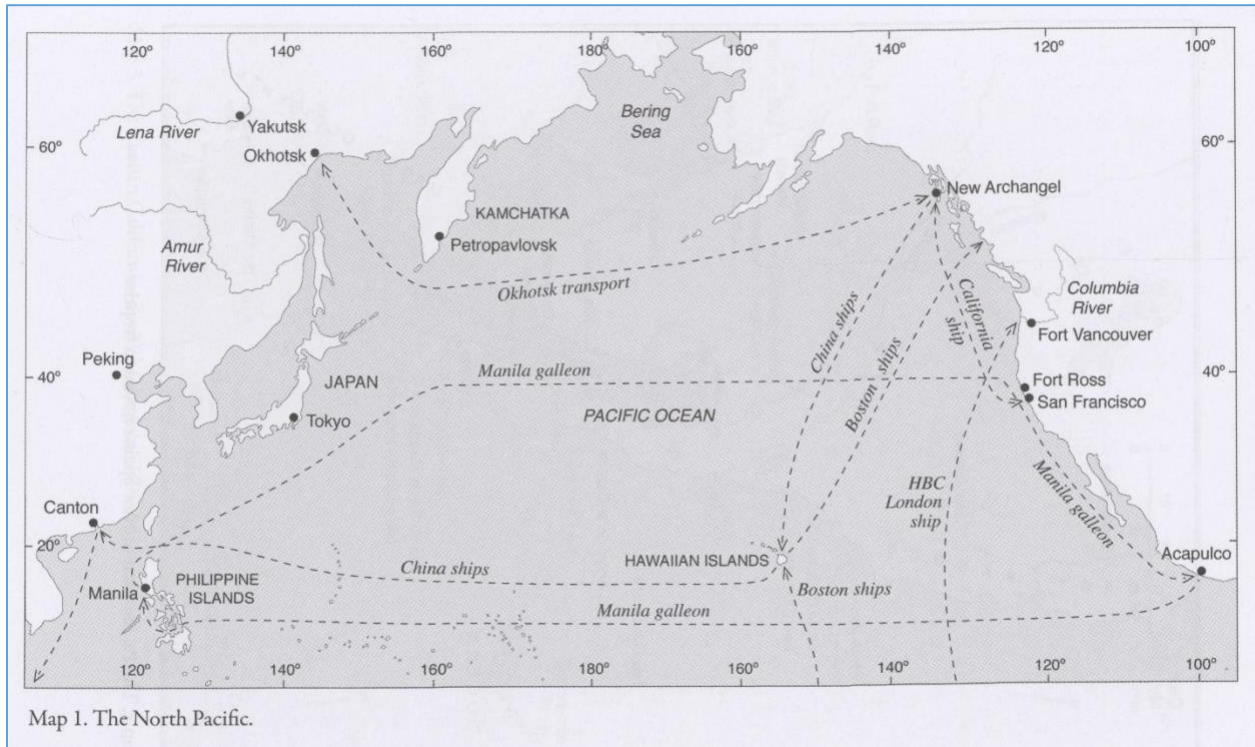 120°
140°
160°
180°
160°
140°
120°
100°
Bering
Sea
Lena River
Yakutsk
60°
60°
Okhotsk
New Archangel
KAMCHATKA
Amur
River
Petropavlovsk
Okhotsk transport
Columbia
River
California
ship
China ships
Boston ships
Fort Vancouver
Peking
40°
JAPAN
Manila galleon
40°
Fort Ross
San Francisco
Tokyo
PACIFIC OCEAN
HBC
London
ship
Manila galleon
Canton
20°
20°
HAWAIIAN ISLANDS
Acapulco
China ships
Manila
PHILIPPINE
ISLANDS
Boston ships
Manila galleon
120°
140°
160°
180°
160°
140°
120°
100°
Map 1. The North Pacific.